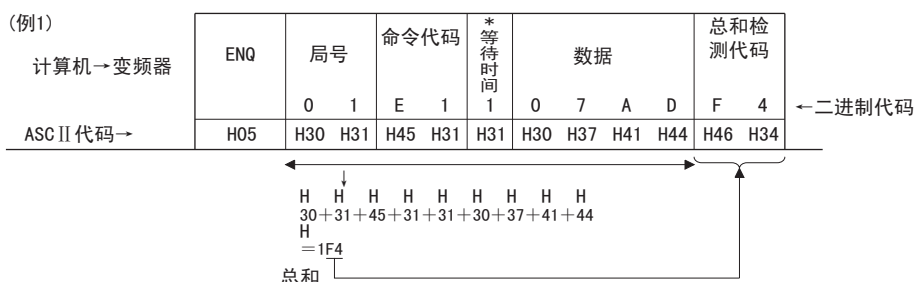 (例1)
计算机→变频器
ENQ 局号 命令代码 *等待时间 数据 总和检测代码
0 1 E 1 1 0 7 A D F 4 ←二进制代码
ASCⅡ代码→ H05 H30 H31 H45 H31 H31 H30 H37 H41 H44 H46 H34
↓
H H H H H H H H H
30+31+45+31+31+30+37+41+44
H
=1F4
总和